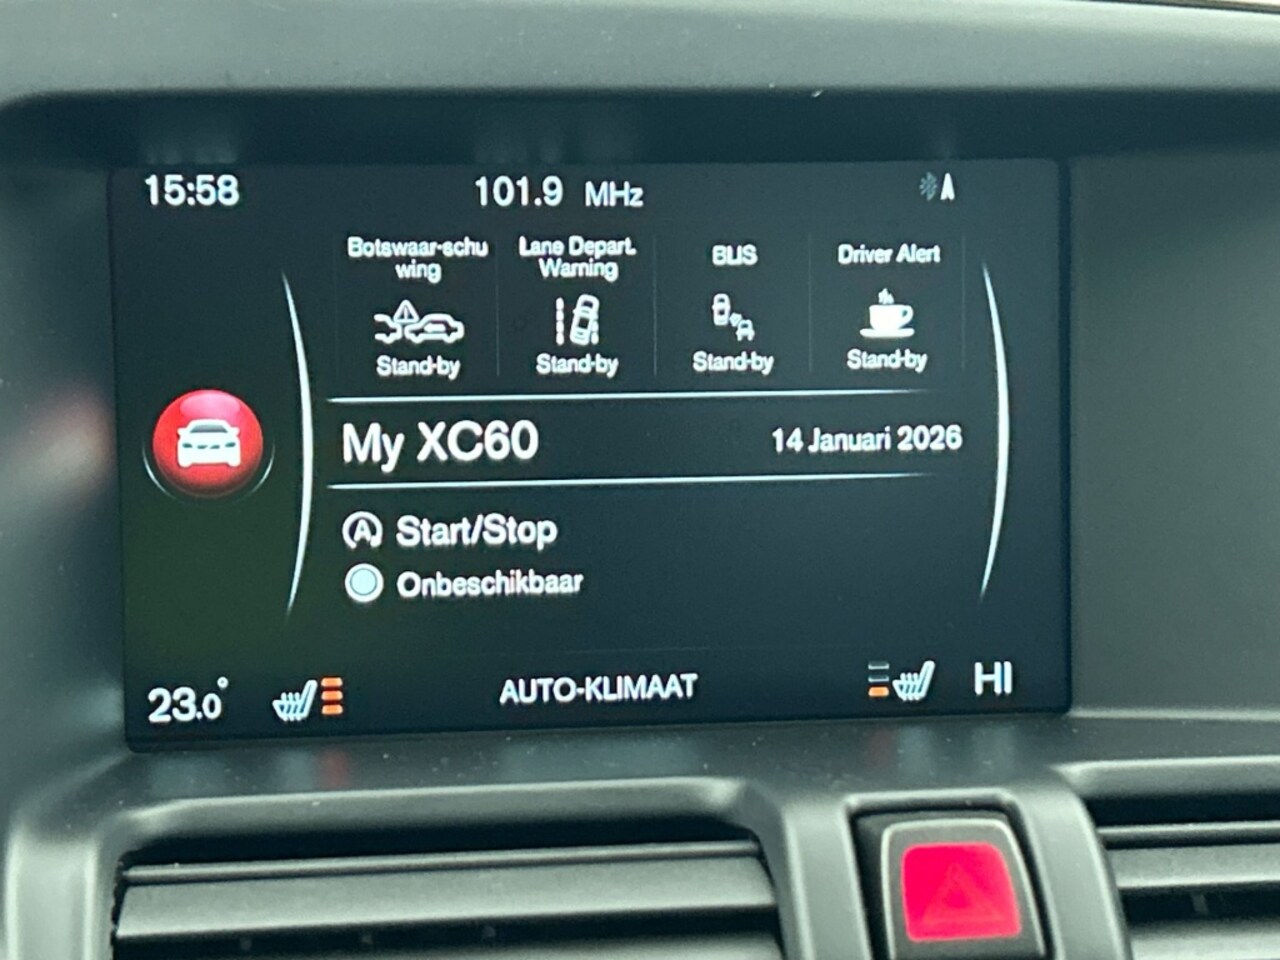 15:58
101.9 MHz
Botswaar-schu
wing
Lane Depart.
Warning
BLIS
Driver Alert
Stand-by
Stand-by
Stand-by
Stand-by
My XC60
14 Januari 2026
A Start/Stop
Onbeschikbaar
23.0°
AUTO-KLIMAAT
HI